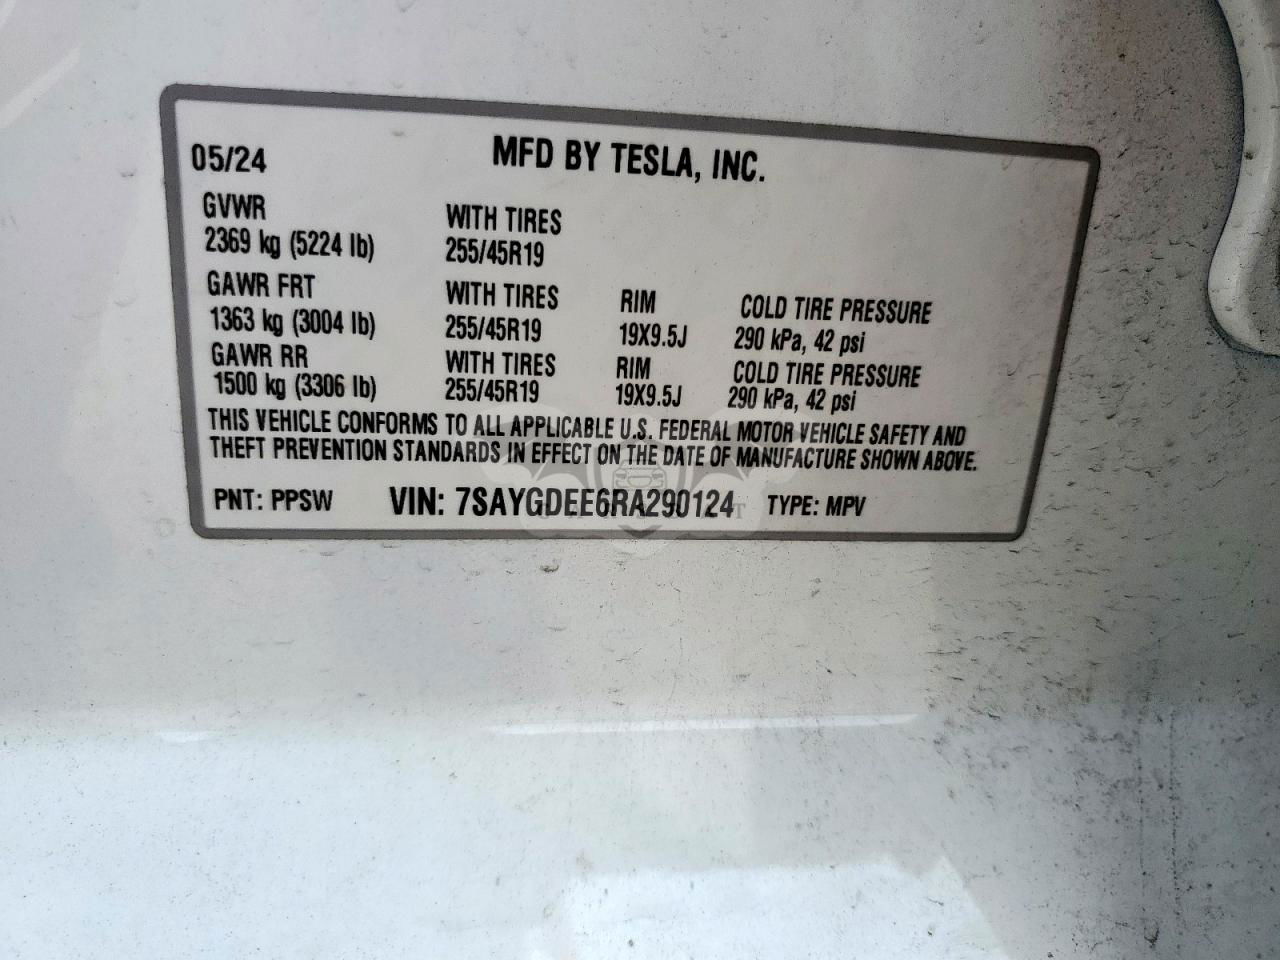 05/24 MFD BY TESLA, INC.
GVWR WITH TIRES
2369 kg (5224 lb) 255/45R19
GAWR FRT WITH TIRES RIM COLD TIRE PRESSURE
1363 kg (3004 lb) 255/45R19 19X9.5J 290 kPa, 42 psi
GAWR RR WITH TIRES RIM COLD TIRE PRESSURE
1500 kg (3306 lb) 255/45R19 19X9.5J 290 kPa, 42 psi
THIS VEHICLE CONFORMS TO ALL APPLICABLE U.S. FEDERAL MOTOR VEHICLE SAFETY AND
THEFT PREVENTION STANDARDS IN EFFECT ON THE DATE OF MANUFACTURE SHOWN ABOVE.
PNT: PPSW VIN: 7SAYGDEE6RA290124 TYPE: MPV